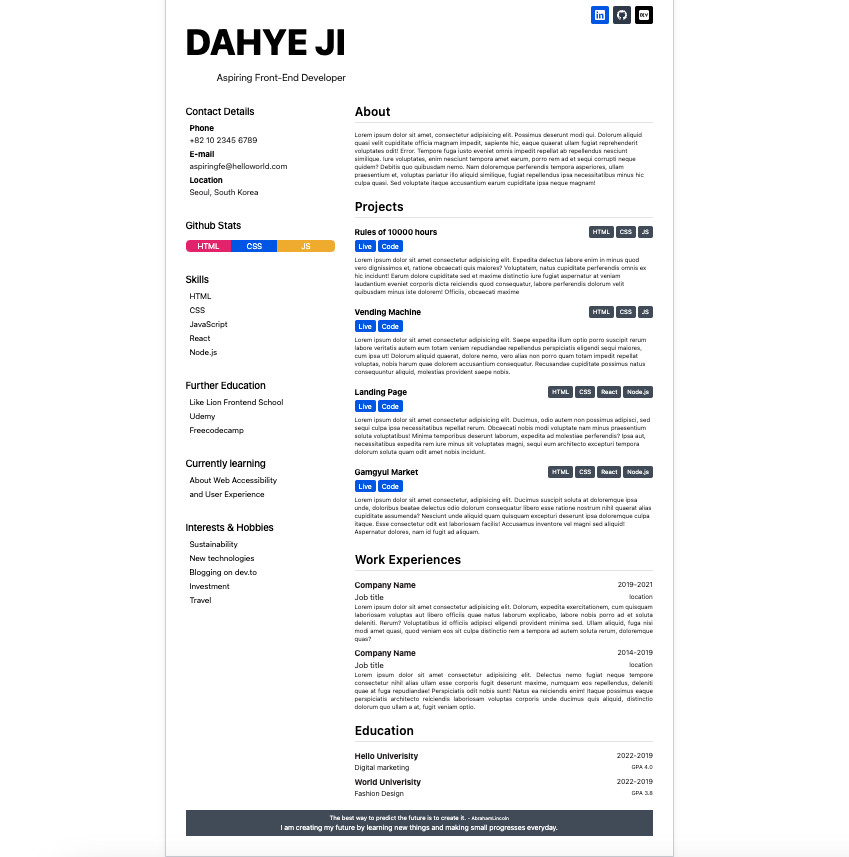 in
DEV
DAHYE JI
Aspiring Front-End Developer
Contact Details
Phone
+82 10 2345 6789
E-mail
aspiringfe@helloworld.com
Location
Seoul, South Korea
Github Stats
HTML CSS JS
Skills
HTML
CSS
JavaScript
React
Node.js
Further Education
Like Lion Frontend School
Udemy
Freecodecamp
Currently learning
About Web Accessibility
and User Experience
Interests & Hobbies
Sustainability
New technologies
Blogging on dev.to
Investment
Travel
About
Lorem ipsum dolor sit amet, consectetur adipisicing elit. Possimus deserunt modi qui. Dolorum aliquid
quasi velit cupiditate officia magnam impedit, sapiente hic, eaque quaerat ullam fugiat reprehenderit
voluptates odit! Error. Tempore fuga iusto eveniet omnis impedit repellat ab repellendus nesciunt
similique. Iure voluptates, enim nesciunt tempora amet earum, porro rem ad et sequi corrupti neque
quidem? Debitis quo quibusdam nemo. Nam doloremque perferendis tempora asperiores, ullam
praesentium et, voluptas pariatur illo aliquid similique, fugiat repellendus ipsa necessitatibus minus hic
culpa quasi. Sed voluptate itaque accusantium earum cupiditate ipsa neque magnam!
Projects
Rules of 10000 hours HTML CSS JS
Live Code
Lorem ipsum dolor sit amet consectetur adipisicing elit. Expedita delectus labore enim in minus quod
vero dignissimos et, ratione obcaecati quis maiores? Voluptatem, natus cupiditate perferendis omnis ex
hic incidunt! Earum dolore cupiditate sed et maxime distinctio iure fugiat aspernatur at veniam
laudantium eveniet corporis dicta reiciendis quod consequatur, labore perferendis dolorum velit
quibusdam minus iste dolorem! Officiis, obcaecati maxime
Vending Machine HTML CSS JS
Live Code
Lorem ipsum dolor sit amet consectetur adipisicing elit. Saepe expedita illum optio porro suscipit rerum
labore veritatis autem eum totam veniam repudiandae repellendus perspiciatis eligendi sequi maiores,
cum ipsa ut! Dolorum aliquid quaerat, dolore nemo, vero alias non porro quam totam impedit repellat
voluptas, nobis harum quae dolorem accusantium consequatur. Recusandae cupiditate possimus natus
consequuntur aliquid, molestias provident saepe nobis.
Landing Page HTML CSS React Node.js
Live Code
Lorem ipsum dolor sit amet consectetur adipisicing elit. Ducimus, odio autem non possimus adipisci, sed
sequi culpa ipsa necessitatibus repellat rerum. Obcaecati nobis modi voluptate nam minus praesentium
soluta voluptatibus! Minima temporibus deserunt laborum, expedita ad molestiae perferendis? Ipsa aut,
necessitatibus expedita rem iure minus sit voluptates magni, sequi eum architecto excepturi tempora
dolorum soluta quam odit amet nobis incidunt.
Gamgyul Market HTML CSS React Node.js
Live Code
Lorem ipsum dolor sit amet consectetur, adipisicing elit. Ducimus suscipit soluta at doloremque ipsa
unde, doloribus beatae delectus odio dolorum consequatur libero esse ratione nostrum nihil quaerat alias
cupiditate assumenda? Nesciunt unde aliquid quam quisquam excepturi deserunt ipsa doloremque culpa
itaque. Esse consectetur odit est laboriosam facilis! Accusamus inventore vel magni sed aliquid!
Aspernatur dolores, nam id fugit ad aliquam.
Work Experiences
Company Name 2019-2021
Job title location
Lorem ipsum dolor sit amet consectetur adipisicing elit. Dolorum, expedita exercitationem, cum quisquam
laboriosam voluptas aut libero officiis quae natus laborum explicabo, labore nobis porro ad et soluta
deleniti. Rerum? Voluptatibus id officiis adipisci eligendi provident minima sed. Ullam aliquid, fuga nisi
modi amet quasi, quod veniam eos sit culpa distinctio rem a tempora ad autem soluta rerum, doloremque
quas?
Company Name 2014-2019
Job title location
Lorem ipsum dolor sit amet consectetur adipisicing elit. Delectus nemo fugiat neque tempore
consectetur nihil alias ullam esse corporis fugit deserunt maxime, numquam eos repellendus, deleniti
quae at fuga repudiandae! Perspiciatis odit nobis sunt! Natus ea reiciendis enim! Itaque possimus eaque
perspiciatis architecto reiciendis laboriosam voluptas corporis unde ducimus quis aliquid, distinctio
dolorum quo ullam a at, fugit veniam optio.
Education
Hello Univerisity 2022-2019
Digital marketing GPA 4.0
World Univerisity 2022-2019
Fashion Design GPA 3.8
The best way to predict the future is to create it. - AbrahamLincoln
I am creating my future by learning new things and making small progresses everyday.